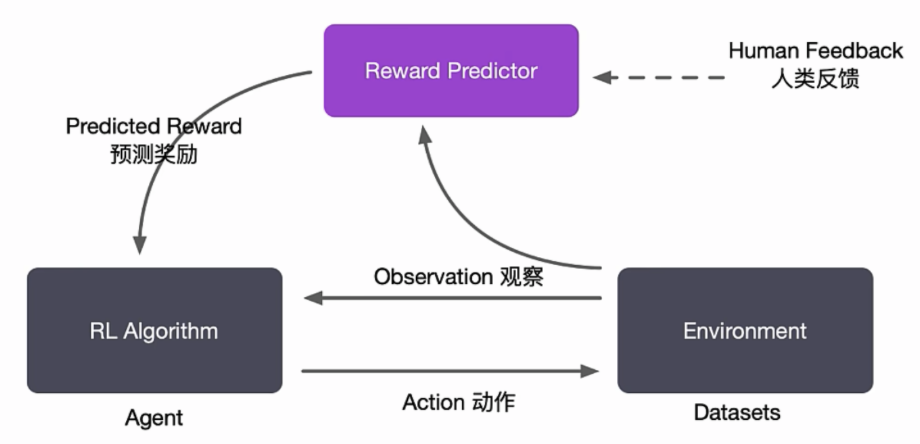 Reward Predictor
Human Feedback
人类反馈
Predicted Reward
预测奖励
Observation 观察
RL Algorithm
Environment
Action 动作
Agent
Datasets